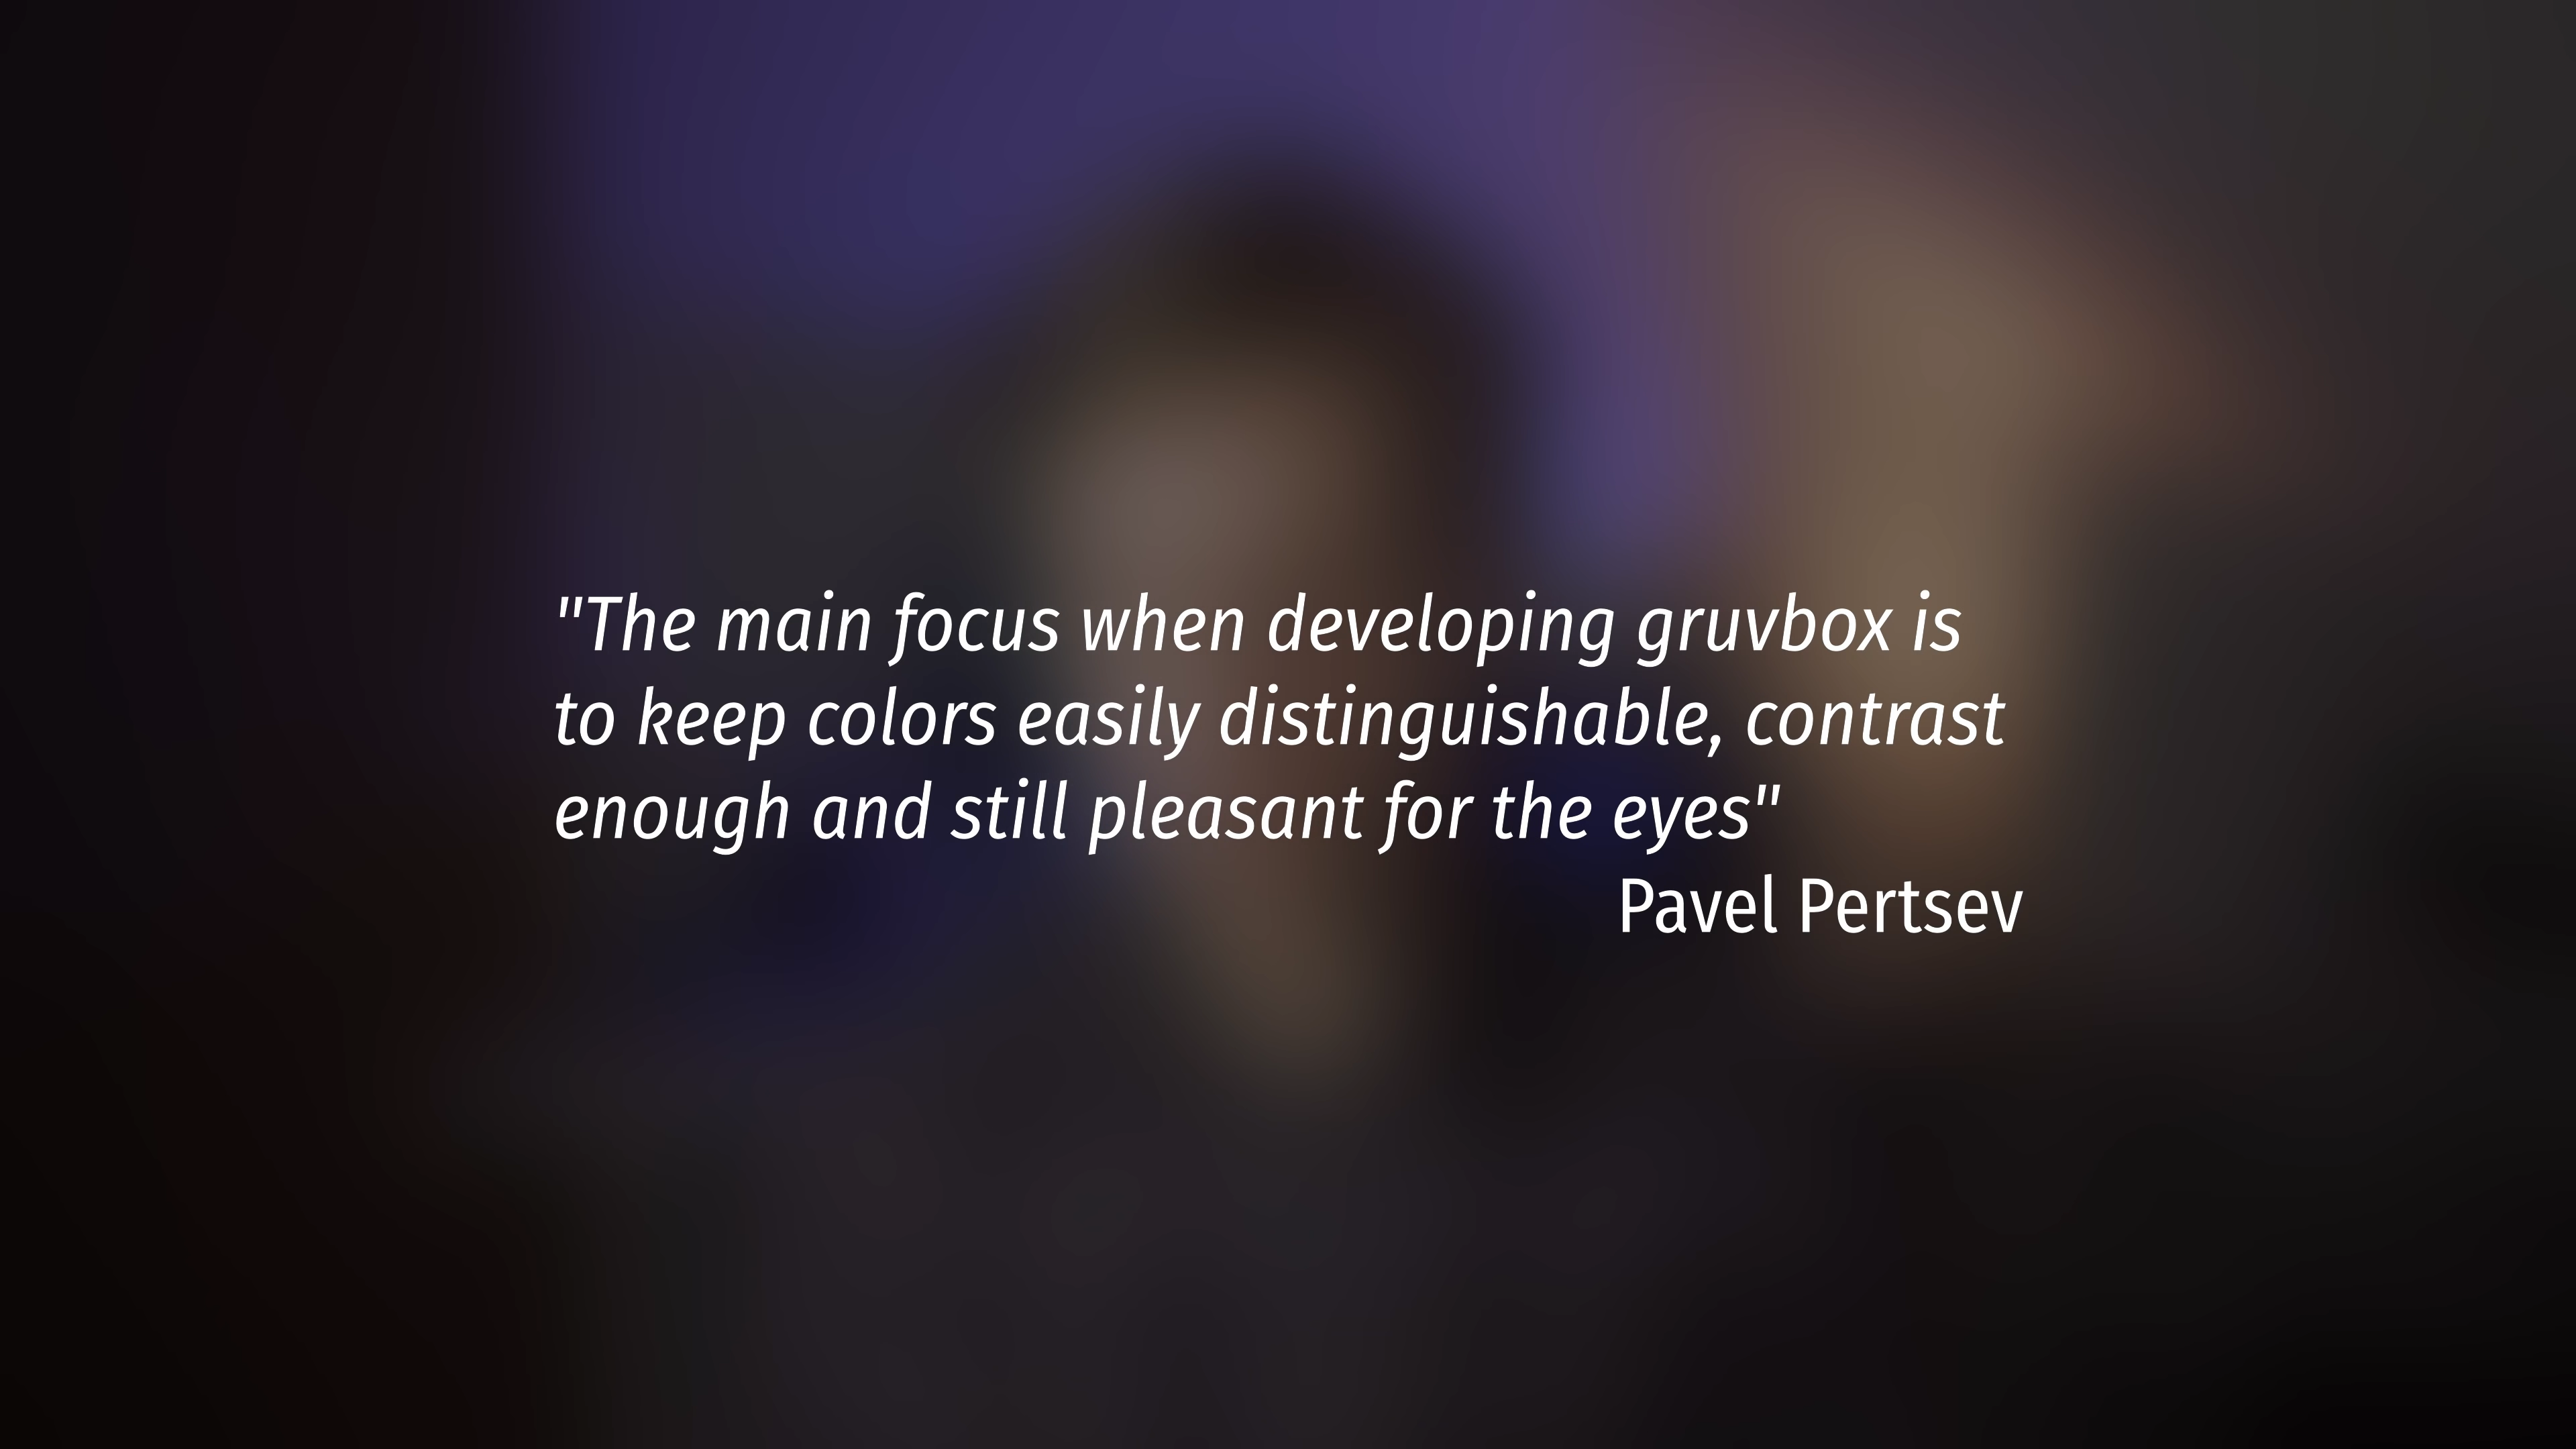 "The main focus when developing gruvbox is
to keep colors easily distinguishable, contrast
enough and still pleasant for the eyes"
Pavel Pertsev